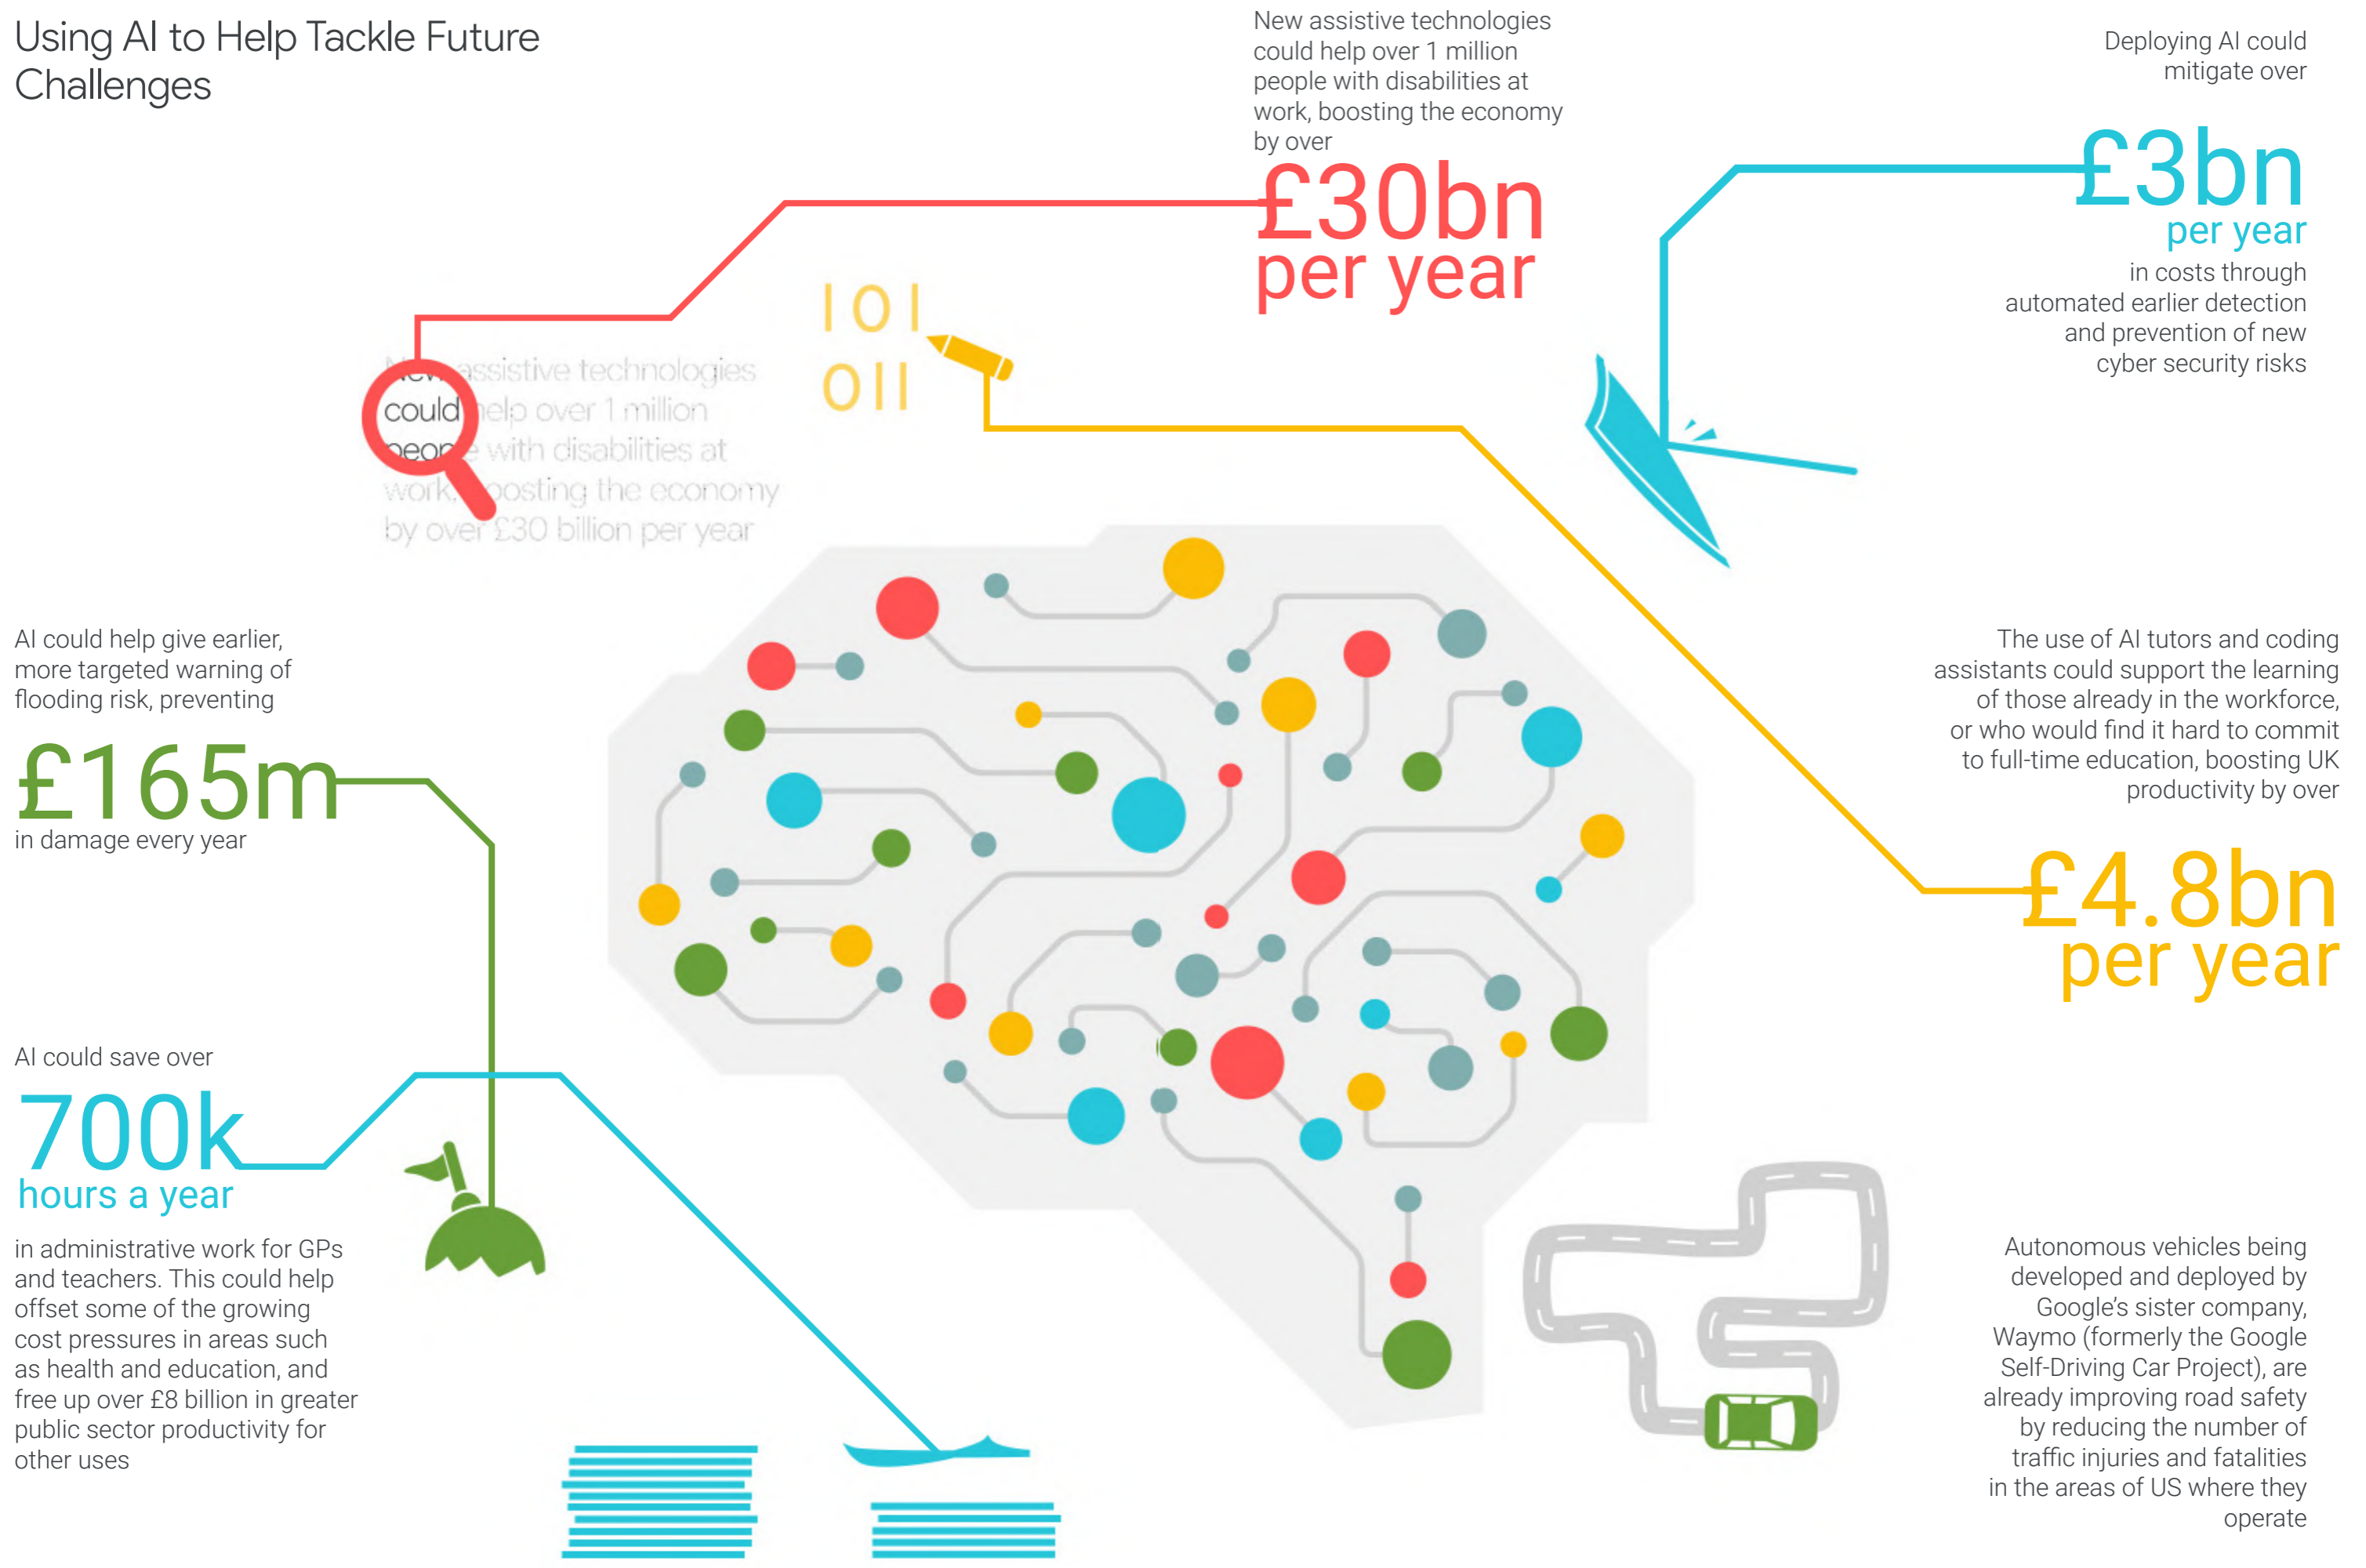 Using AI to Help Tackle Future
Challenges
New assistive technologies
could help over 1 million
people with disabilities at
work, boosting the economy
by over
£30bn
per year
Deploying AI could
mitigate over
£3bn
per year
in costs through
automated earlier detection
and prevention of new
cyber security risks
101
011
New assistive technologies
could help over 1 million
people with disabilities at
work, boosting the economy
by over £30 billion per year
AI could help give earlier,
more targeted warning of
flooding risk, preventing
£165m
in damage every year
The use of AI tutors and coding
assistants could support the learning
of those already in the workforce,
or who would find it hard to commit
to full-time education, boosting UK
productivity by over
£4.8bn
per year
AI could save over
700k
hours a year
in administrative work for GPs
and teachers. This could help
offset some of the growing
cost pressures in areas such
as health and education, and
free up over £8 billion in greater
public sector productivity for
other uses
Autonomous vehicles being
developed and deployed by
Google’s sister company,
Waymo (formerly the Google
Self-Driving Car Project), are
already improving road safety
by reducing the number of
traffic injuries and fatalities
in the areas of US where they
operate